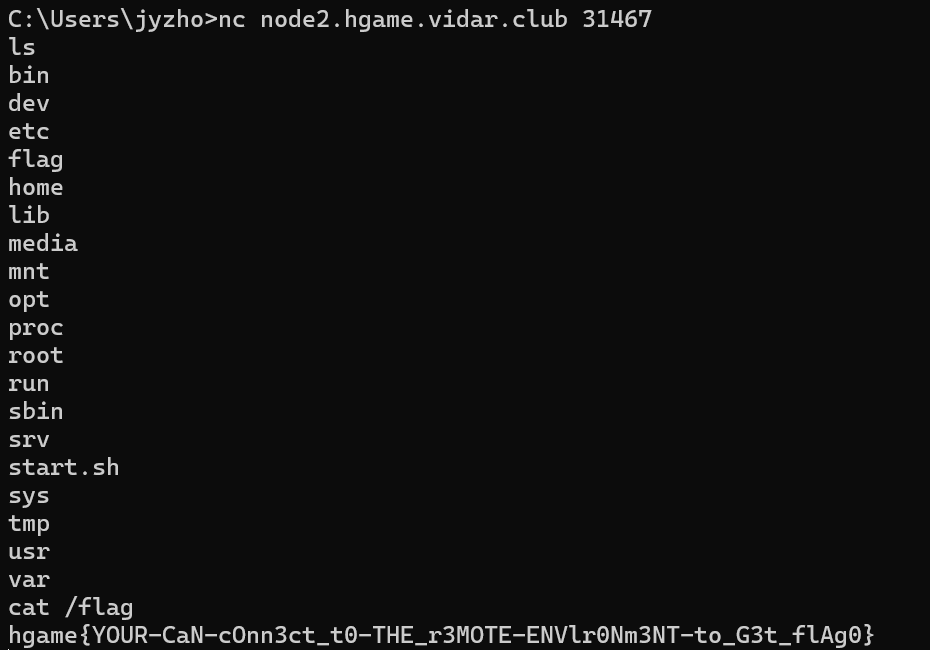 C:\Users\jyzho>nc node2.hgame.vidar.club 31467
ls
bin
dev
etc
flag
home
lib
media
mnt
opt
proc
root
run
sbin
srv
start.sh
sys
tmp
usr
var
cat /flag
hgame{YOUR-CaN-cOnn3ct_t0-THE_r3MOTE-ENVlr0Nm3NT-to_G3t_flAg0}